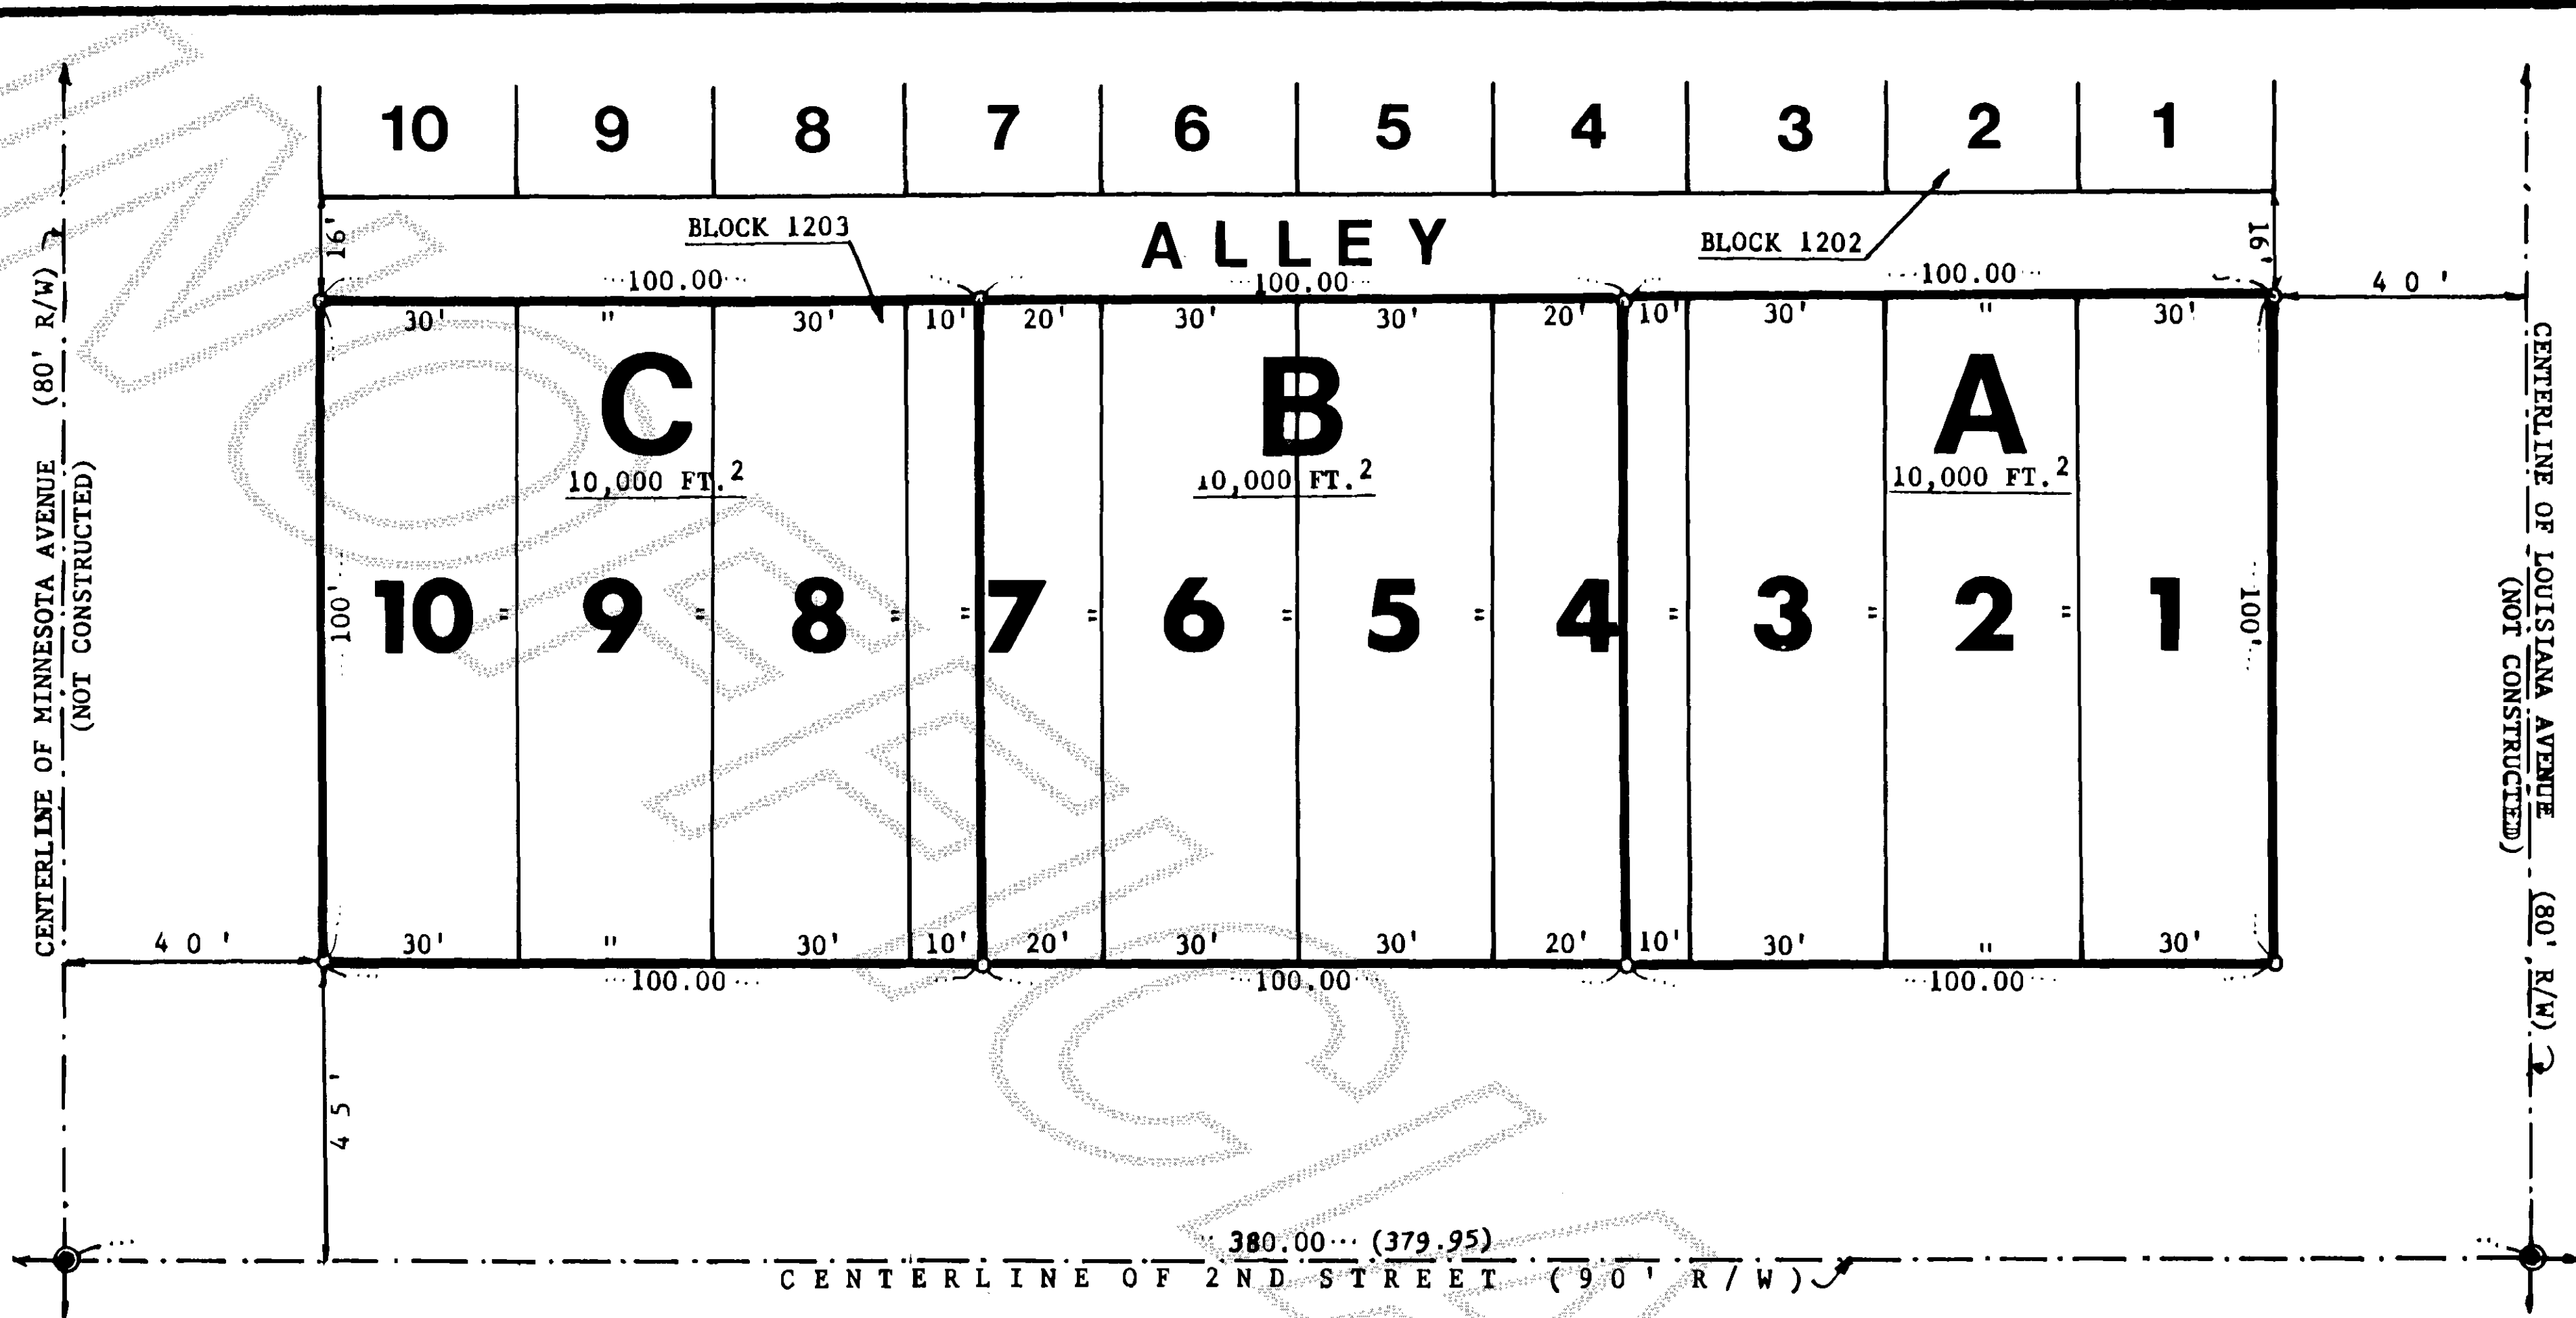 10 9 8 7 6 5 4 3 2 1
16' BLOCK 1203 ALLEY BLOCK 1202 16'
100.00 100.00 100.00 40'
30' " 30' 10' 20' 30' 30' 20' 10' 30' " 30'
C B A
10,000 FT.2 10,000 FT.2 10,000 FT.2
100' 10 " 9 " 8 " " 7 " 6 " 5 " 4 " 3 " 2 " 1 100'
40' 30' " 30' 10' 20' 30' 30' 20' 10' 30' " 30'
100.00 100.00 100.00
45'
380.00 (379.95)
CENTERLINE OF 2ND STREET (90' R/W)
CENTERLINE OF MINNESOTA AVENUE (80' R/W)
(NOT CONSTRUCTED)
CENTERLINE OF LOUISIANA AVENUE (80' R/W)
(NOT CONSTRUCTED)